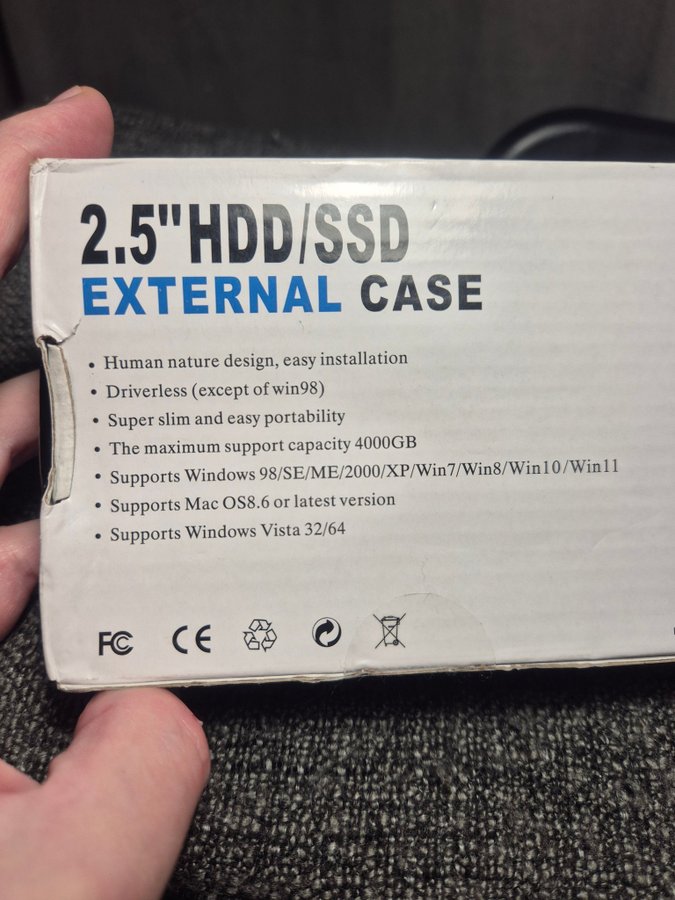 2.5"HDD/SSD
EXTERNAL CASE
• Human nature design, easy installation
• Driverless (except of win98)
• Super slim and easy portability
• The maximum support capacity 4000GB
• Supports Windows 98/SE/ME/2000/XP/Win7/Win8/Win10/Win11
• Supports Mac OS8.6 or latest version
• Supports Windows Vista 32/64
FC CE